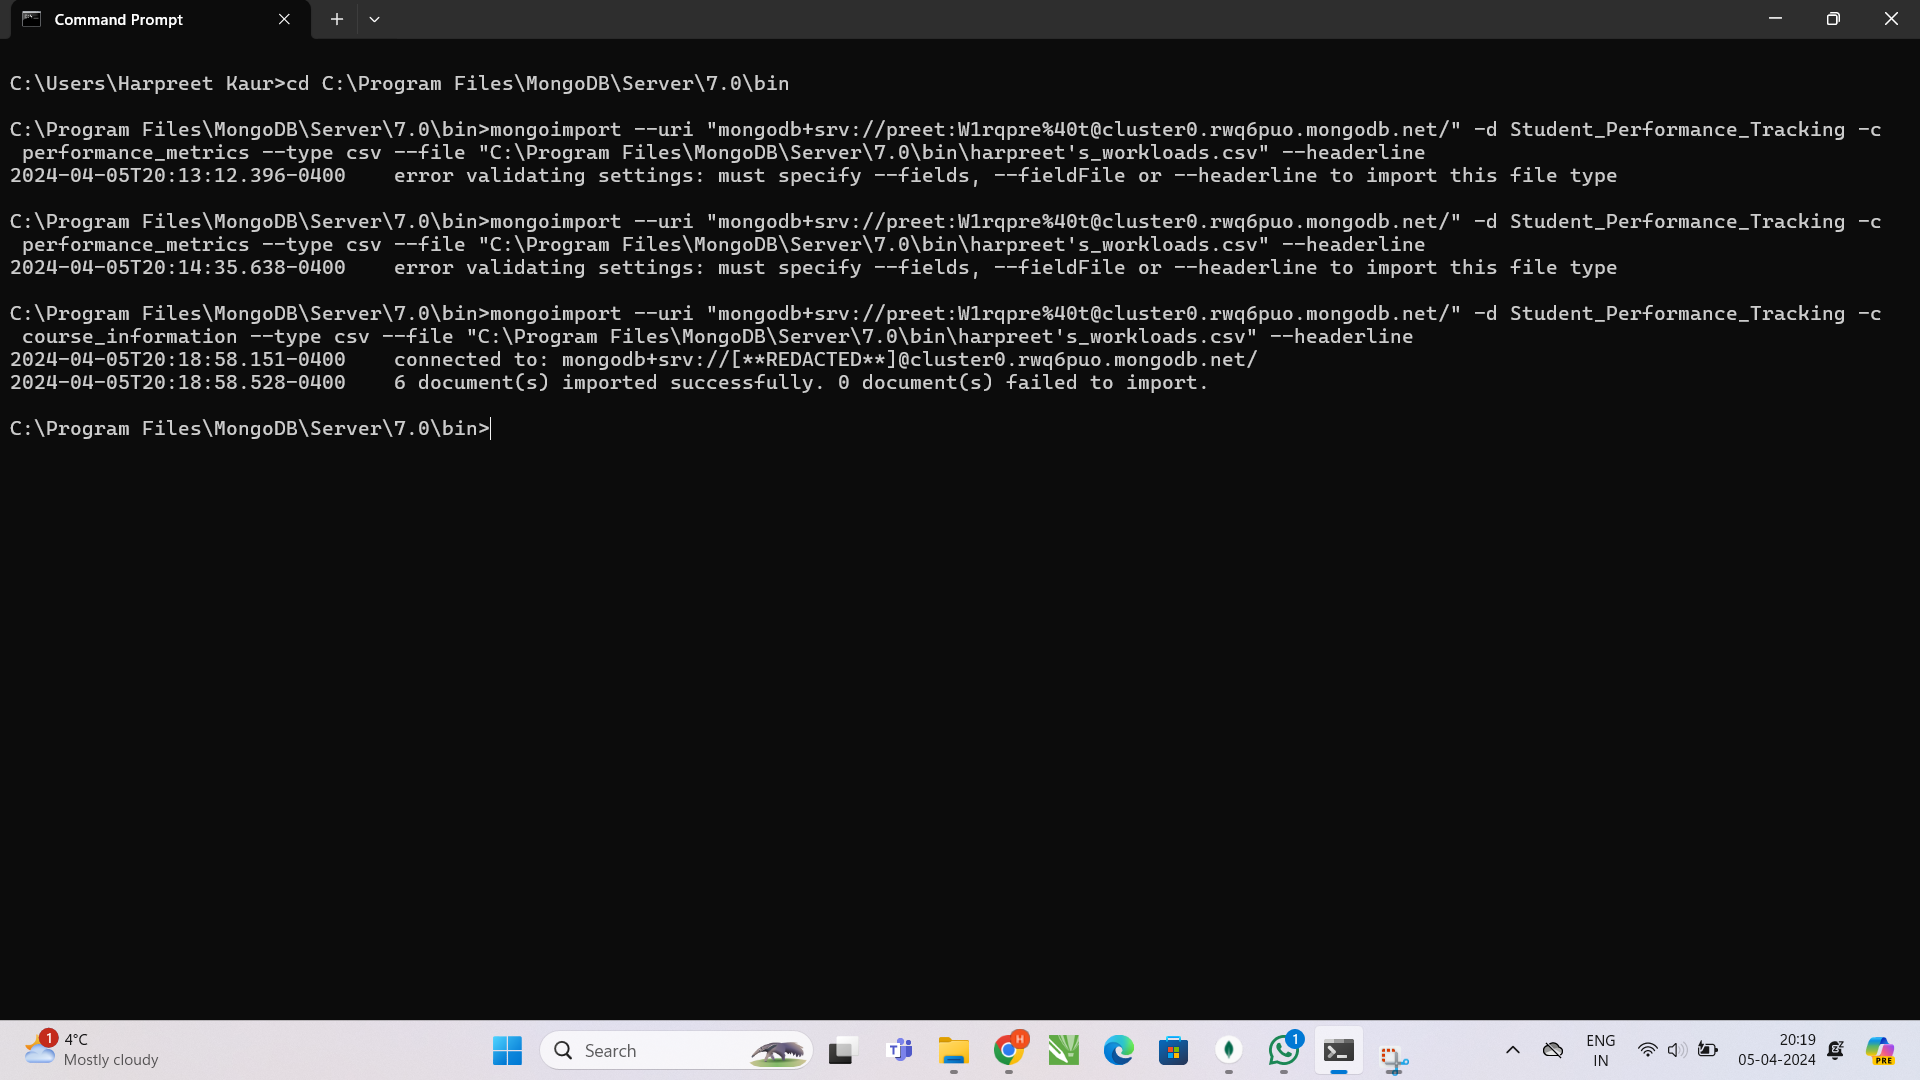 Command Prompt
C:\Users\Harpreet Kaur>cd C:\Program Files\MongoDB\Server\7.0\bin
C:\Program Files\MongoDB\Server\7.0\bin>mongoimport --uri "mongodb+srv://preet:W1rqpre%40t@cluster0.rwq6puo.mongodb.net/" -d Student_Performance_Tracking -c
performance_metrics --type csv --file "C:\Program Files\MongoDB\Server\7.0\bin\harpreet's_workloads.csv" --headerline
2024-04-05T20:13:12.396-0400    error validating settings: must specify --fields, --fieldFile or --headerline to import this file type
C:\Program Files\MongoDB\Server\7.0\bin>mongoimport --uri "mongodb+srv://preet:W1rqpre%40t@cluster0.rwq6puo.mongodb.net/" -d Student_Performance_Tracking -c
performance_metrics --type csv --file "C:\Program Files\MongoDB\Server\7.0\bin\harpreet's_workloads.csv" --headerline
2024-04-05T20:14:35.638-0400    error validating settings: must specify --fields, --fieldFile or --headerline to import this file type
C:\Program Files\MongoDB\Server\7.0\bin>mongoimport --uri "mongodb+srv://preet:W1rqpre%40t@cluster0.rwq6puo.mongodb.net/" -d Student_Performance_Tracking -c
course_information --type csv --file "C:\Program Files\MongoDB\Server\7.0\bin\harpreet's_workloads.csv" --headerline
2024-04-05T20:18:58.151-0400    connected to: mongodb+srv://[**REDACTED**]@cluster0.rwq6puo.mongodb.net/
2024-04-05T20:18:58.528-0400    6 document(s) imported successfully. 0 document(s) failed to import.
C:\Program Files\MongoDB\Server\7.0\bin>
1
4°C
Mostly cloudy
Search
T
H
1
ENG
IN
20:19
05-04-2024
PRE